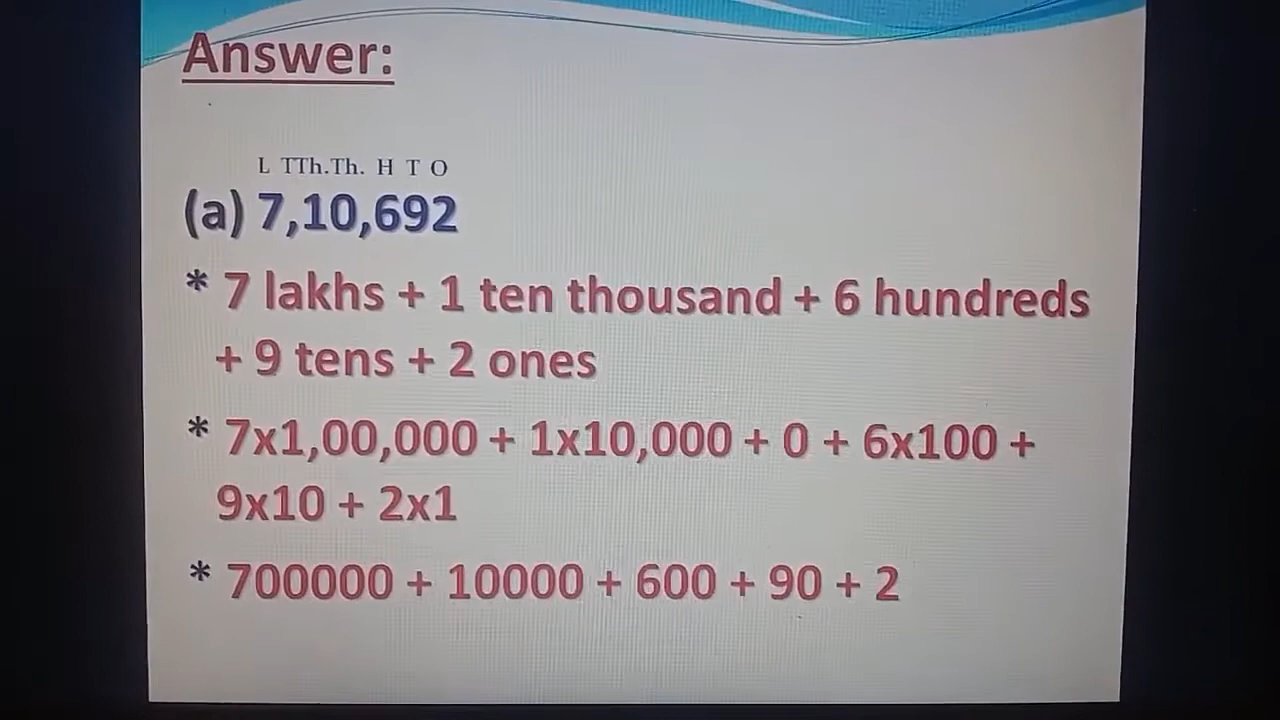 Answer:
L TTh.Th. H T O
(a) 7,10,692
* 7 lakhs + 1 ten thousand + 6 hundreds
+ 9 tens + 2 ones
* 7x1,00,000 + 1x10,000 + 0 + 6x100 +
9x10 + 2x1
* 700000 + 10000 + 600 + 90 + 2